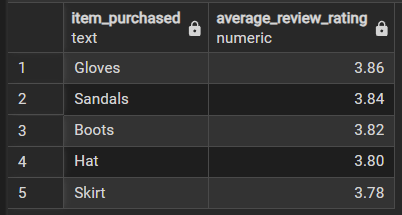 item_purchased average_review_rating
text numeric
1 Gloves 3.86
2 Sandals 3.84
3 Boots 3.82
4 Hat 3.80
5 Skirt 3.78